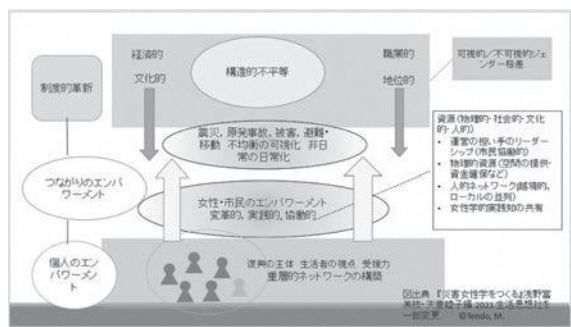 経済的
文化的
構造的不平等
職業的
地位的
可視的/不可視的ジェ
ンダー格差
制度的革新
震災, 原発事故, 被害, 避難・
移動 不均衡の可視化 非日
常の日常化
資源(物理的・社会的・文化
的・人的)
• 運営の担い手のリーダー
シップ(市民協働的)
• 物理的資源(空間の提供・
資金確保など)
• 人的ネットワーク(越境的,
ローカルの並列)
• 女性学的実践知の共有
つながりのエンパ
ワーメント
女性・市民のエンパワーメント
変革的, 実践的, 協働的
個人のエン
パワーメン
ト
復興の主体 生活者の視点 受援力
重層的ネットワークの構築
図出典 『災害女性学をつくる』浅野富
美枝・天童睦子編 2021 生活思想社を
一部変更. ©Tendo, M.